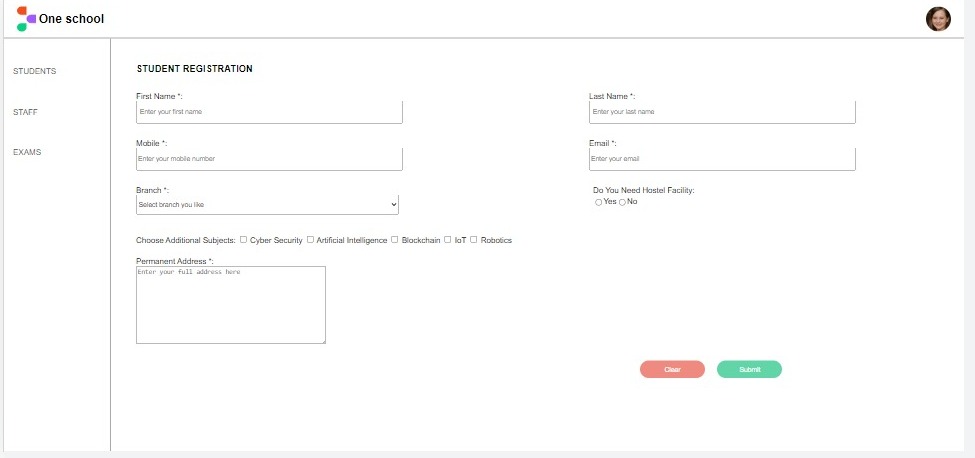 One school
STUDENTS
STAFF
EXAMS
STUDENT REGISTRATION
First Name *:
Enter your first name
Last Name *:
Enter your last name
Mobile *:
Enter your mobile number
Email *:
Enter your email
Branch *:
Select branch you like
Do You Need Hostel Facility:
Yes No
Choose Additional Subjects: Cyber Security Artificial Intelligence Blockchain IoT Robotics
Permanent Address *:
Enter your full address here
Clear
Submit